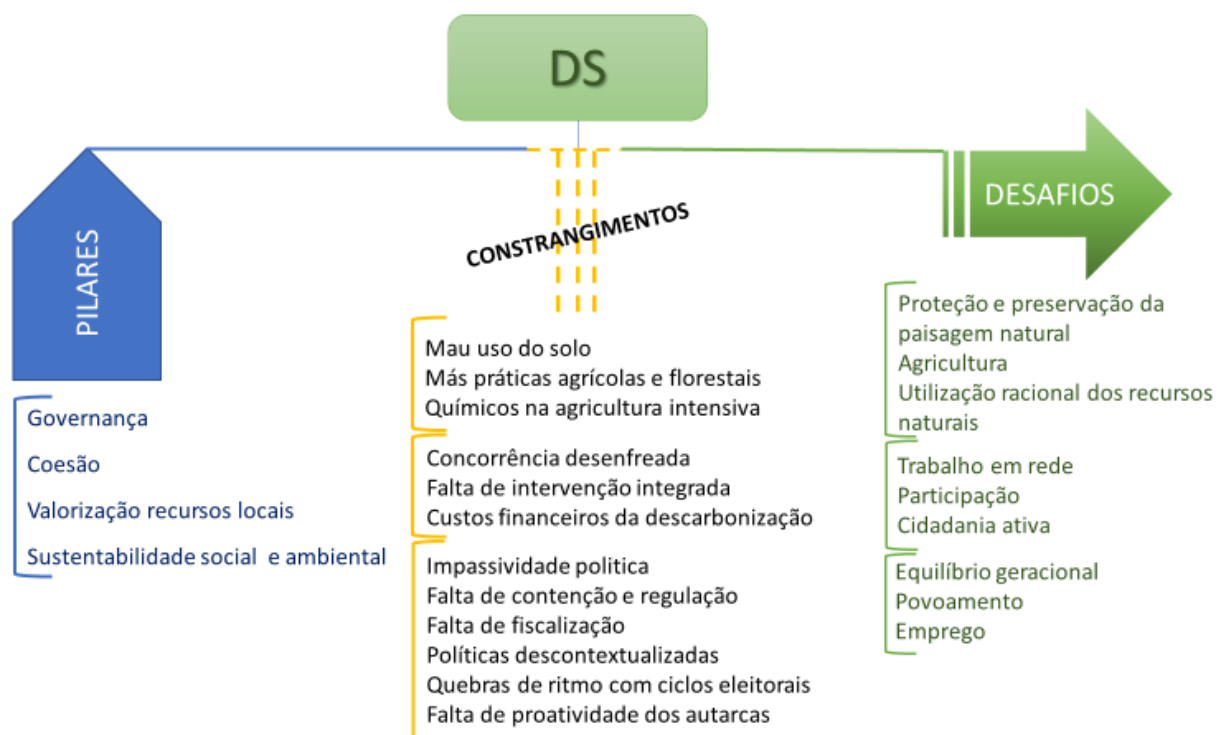 DS
PILARES
Governança
Coesão
Valorização recursos locais
Sustentabilidade social e ambiental
CONSTRANGIMENTOS
Mau uso do solo
Más práticas agrícolas e florestais
Químicos na agricultura intensiva
Concorrência desenfreada
Falta de intervenção integrada
Custos financeiros da descarbonização
Impassividade politica
Falta de contenção e regulação
Falta de fiscalização
Políticas descontextualizadas
Quebras de ritmo com ciclos eleitorais
Falta de proatividade dos autarcas
DESAFIOS
Proteção e preservação da
paisagem natural
Agricultura
Utilização racional dos recursos
naturais
Trabalho em rede
Participação
Cidadania ativa
Equilíbrio geracional
Povoamento
Emprego